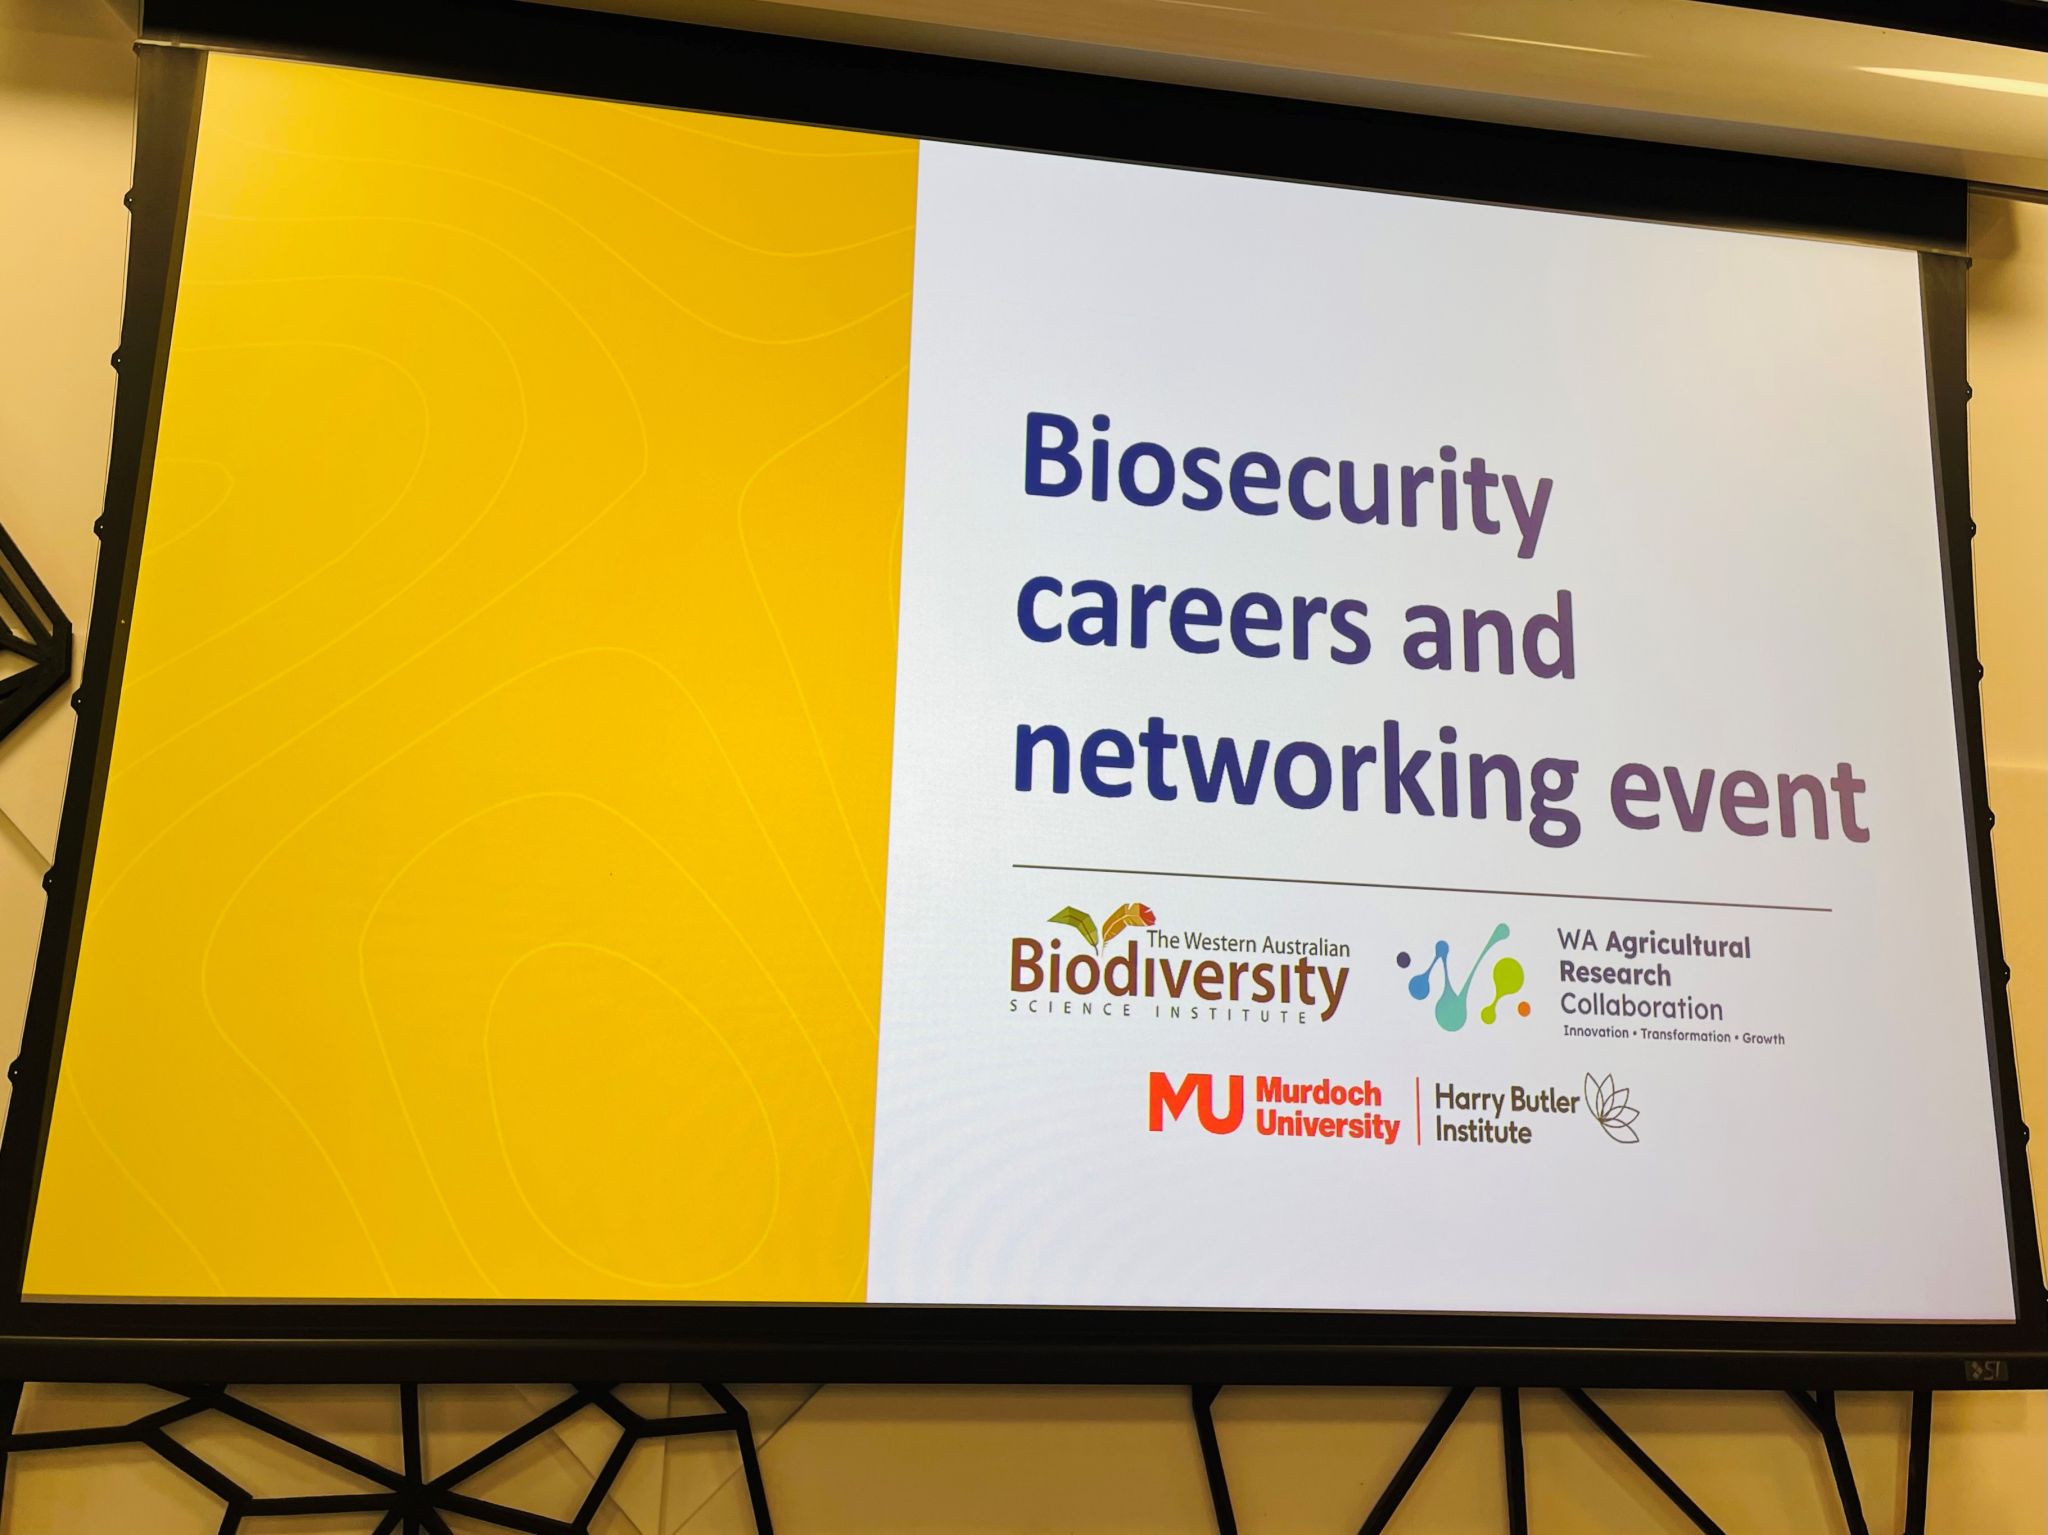 Biosecurity
careers and
networking event
The Western Australian
Biodiversity
SCIENCE INSTITUTE
WA Agricultural
Research
Collaboration
Innovation • Transformation • Growth
MU Murdoch
University
Harry Butler
Institute
SI